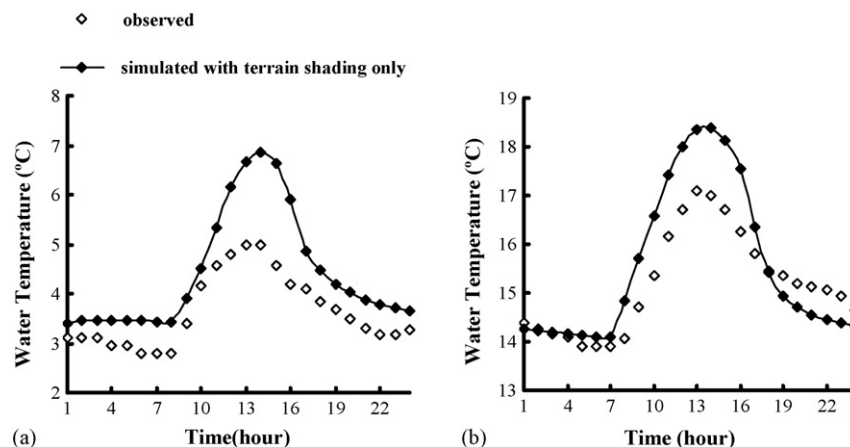 observed
simulated with terrain shading only
Water Temperature (ºC)
8
7
6
5
4
3
2
1 4 7 10 13 16 19 22
(a) Time(hour)
Water Temperature (ºC)
19
18
17
16
15
14
13
1 4 7 10 13 16 19 22
(b) Time (hour)